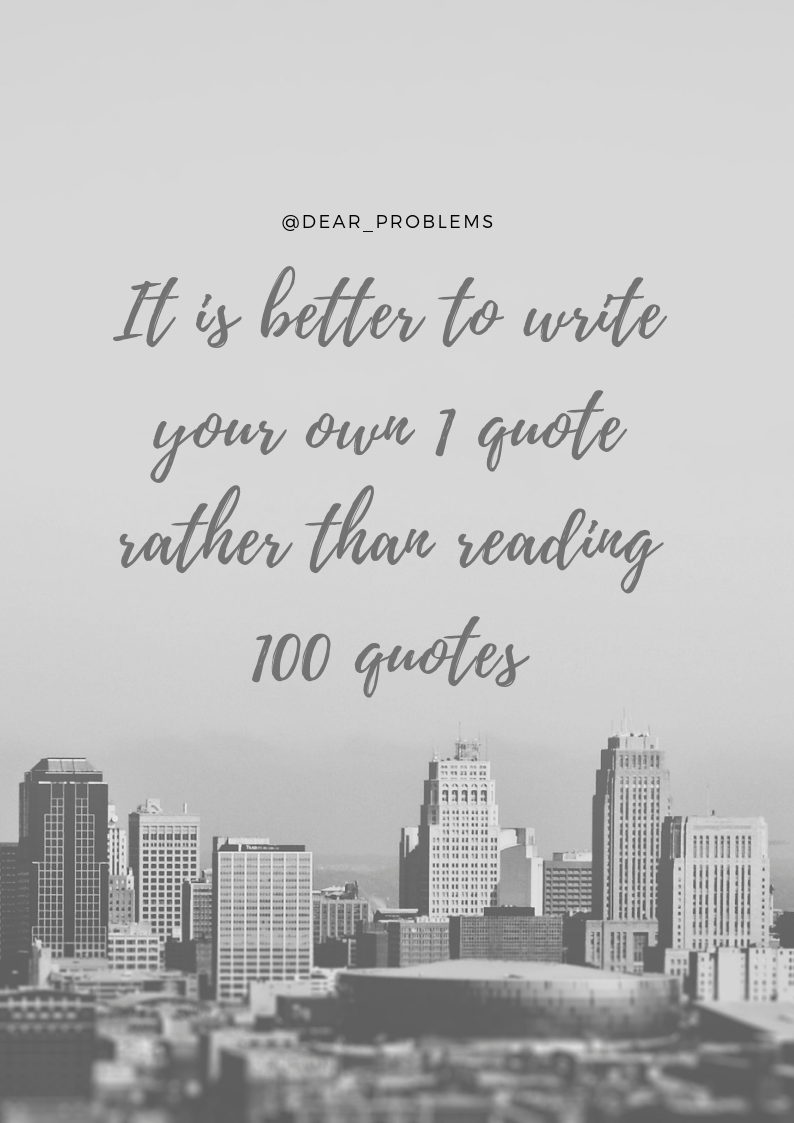 @DEAR_PROBLEMS
It is better to write
your own 1 quote
rather than reading
100 quotes